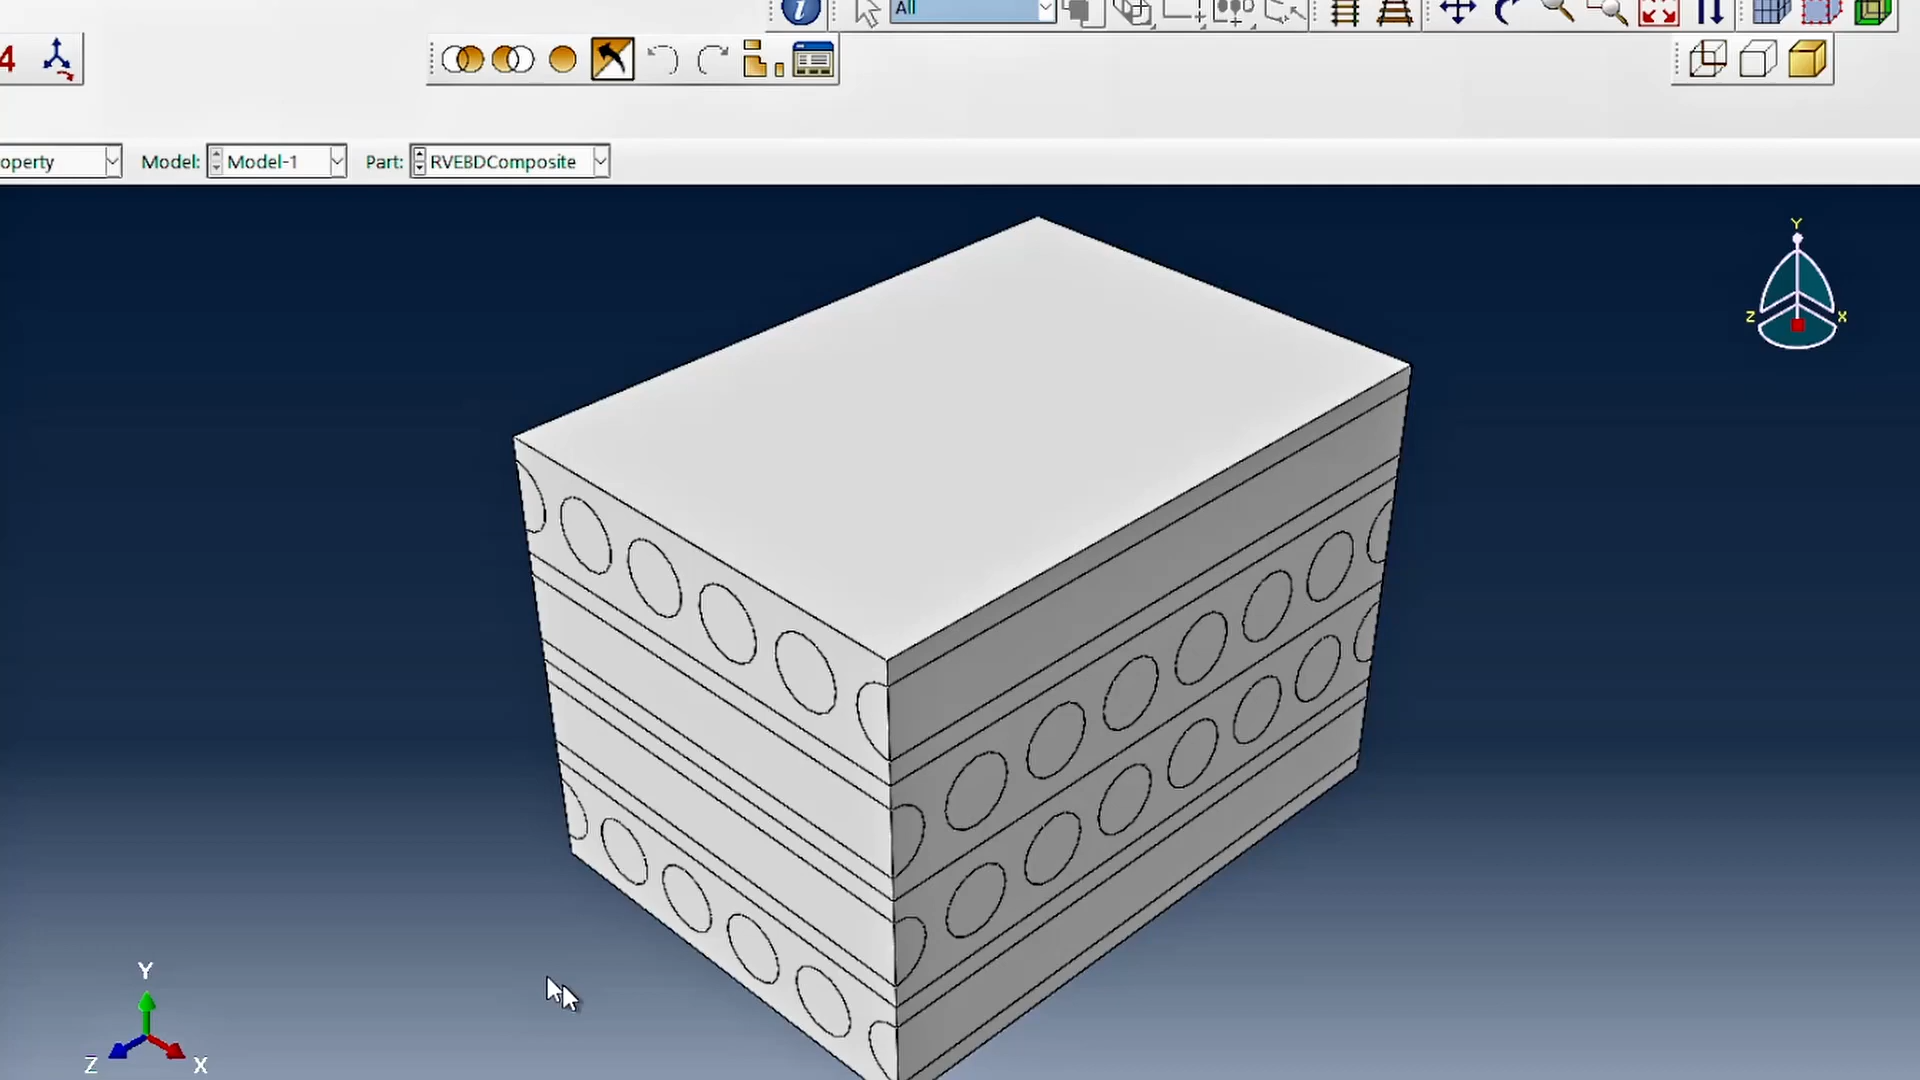 All
4
operty Model: Model-1 Part: RVEBDComposite
Y
Z X
Y
Z X